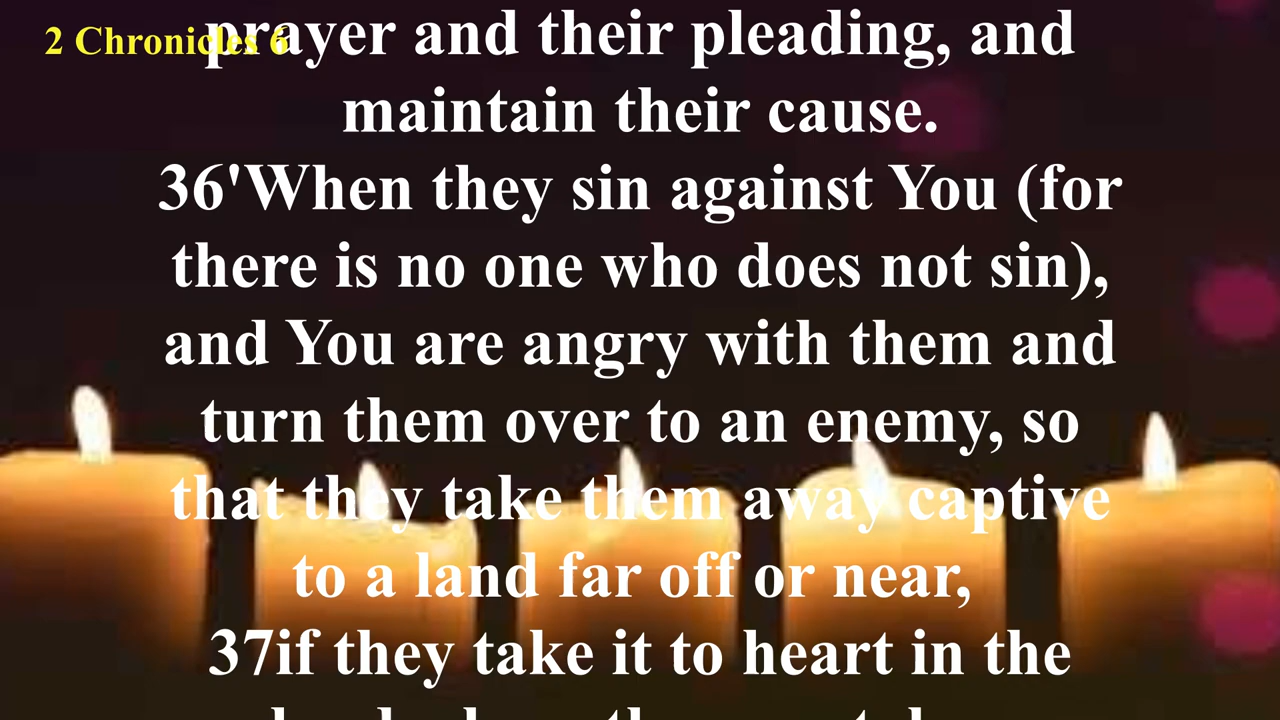 2 Chronicles 6
prayer and their pleading, and
maintain their cause.
36'When they sin against You (for
there is no one who does not sin),
and You are angry with them and
turn them over to an enemy, so
that they take them away captive
to a land far off or near,
37if they take it to heart in the